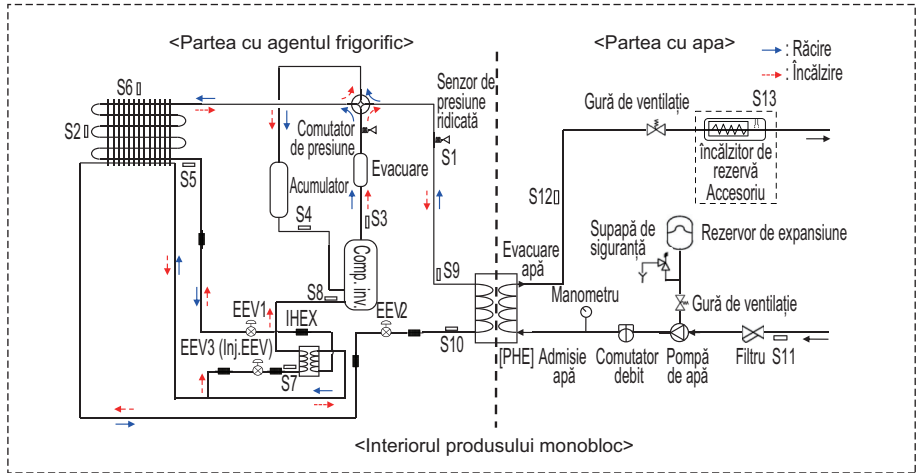 <Partea cu agentul frigorific>
<Partea cu apa>
: Răcire
: Încălzire
S6
S2
S5
Senzor de
presiune
ridicată
S1
Comutator
de presiune
Evacuare
Acumulator
S4
S3
Comp. inv.
S8
S9
EEV1
IHEX
EEV2
EEV3 (Inj.EEV)
S7
S10
Gură de ventilație
S13
încălzitor de
rezervă
Accesoriu
S12
Evacuare
apă
Supapă de
siguranță
Rezervor de expansiune
Manometru
Gură de ventilație
[PHE]
Admisie
apă
Comutator
debit
Pompă
de apă
Filtru
S11
<Interiorul produsului monobloc>